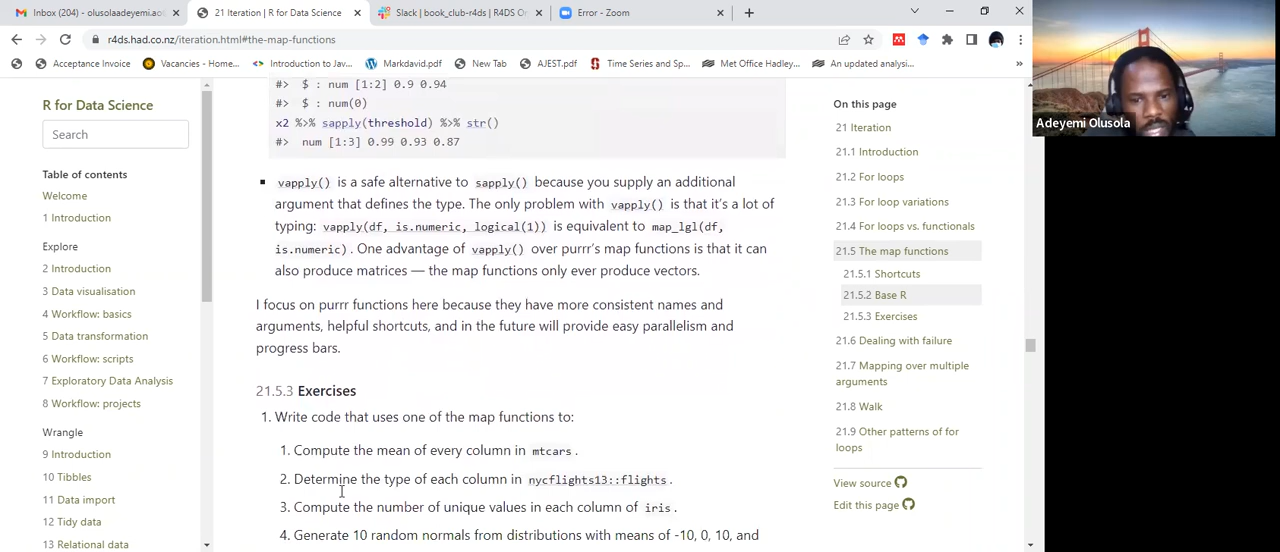 Inbox (204) - olusolaadeyemi.ao
21 Iteration | R for Data Science
Slack | book_club-r4ds | R4DS On
Error - Zoom
r4ds.had.co.nz/iteration.html#the-map-functions
Acceptance Invoice
Vacancies - Home...
Introduction to Jav...
Markdavid.pdf
New Tab
AJEST.pdf
Time Series and Sp...
Met Office Hadley...
An updated analysi...
R for Data Science
Search
Table of contents
Welcome
1 Introduction
Explore
2 Introduction
3 Data visualisation
4 Workflow: basics
5 Data transformation
6 Workflow: scripts
7 Exploratory Data Analysis
8 Workflow: projects
Wrangle
9 Introduction
10 Tibbles
11 Data import
12 Tidy data
13 Relational data
#> $ : num [1:2] 0.9 0.94
#> $ : num(0)
x2 %>% sapply(threshold) %>% str()
#> num [1:3] 0.99 0.93 0.87
vapply() is a safe alternative to sapply() because you supply an additional
argument that defines the type. The only problem with vapply() is that it's a lot of
typing: vapply(df, is.numeric, logical(1)) is equivalent to map_lgl(df,
is.numeric). One advantage of vapply() over purrr's map functions is that it can
also produce matrices — the map functions only ever produce vectors.
I focus on purrr functions here because they have more consistent names and
arguments, helpful shortcuts, and in the future will provide easy parallelism and
progress bars.
21.5.3 Exercises
1. Write code that uses one of the map functions to:
1. Compute the mean of every column in mtcars.
2. Determine the type of each column in nycflights13::flights.
3. Compute the number of unique values in each column of iris.
4. Generate 10 random normals from distributions with means of -10, 0, 10, and
On this page
21 Iteration
21.1 Introduction
21.2 For loops
21.3 For loop variations
21.4 For loops vs. functionals
21.5 The map functions
21.5.1 Shortcuts
21.5.2 Base R
21.5.3 Exercises
21.6 Dealing with failure
21.7 Mapping over multiple
arguments
21.8 Walk
21.9 Other patterns of for
loops
View source
Edit this page
Adeyemi Olusola